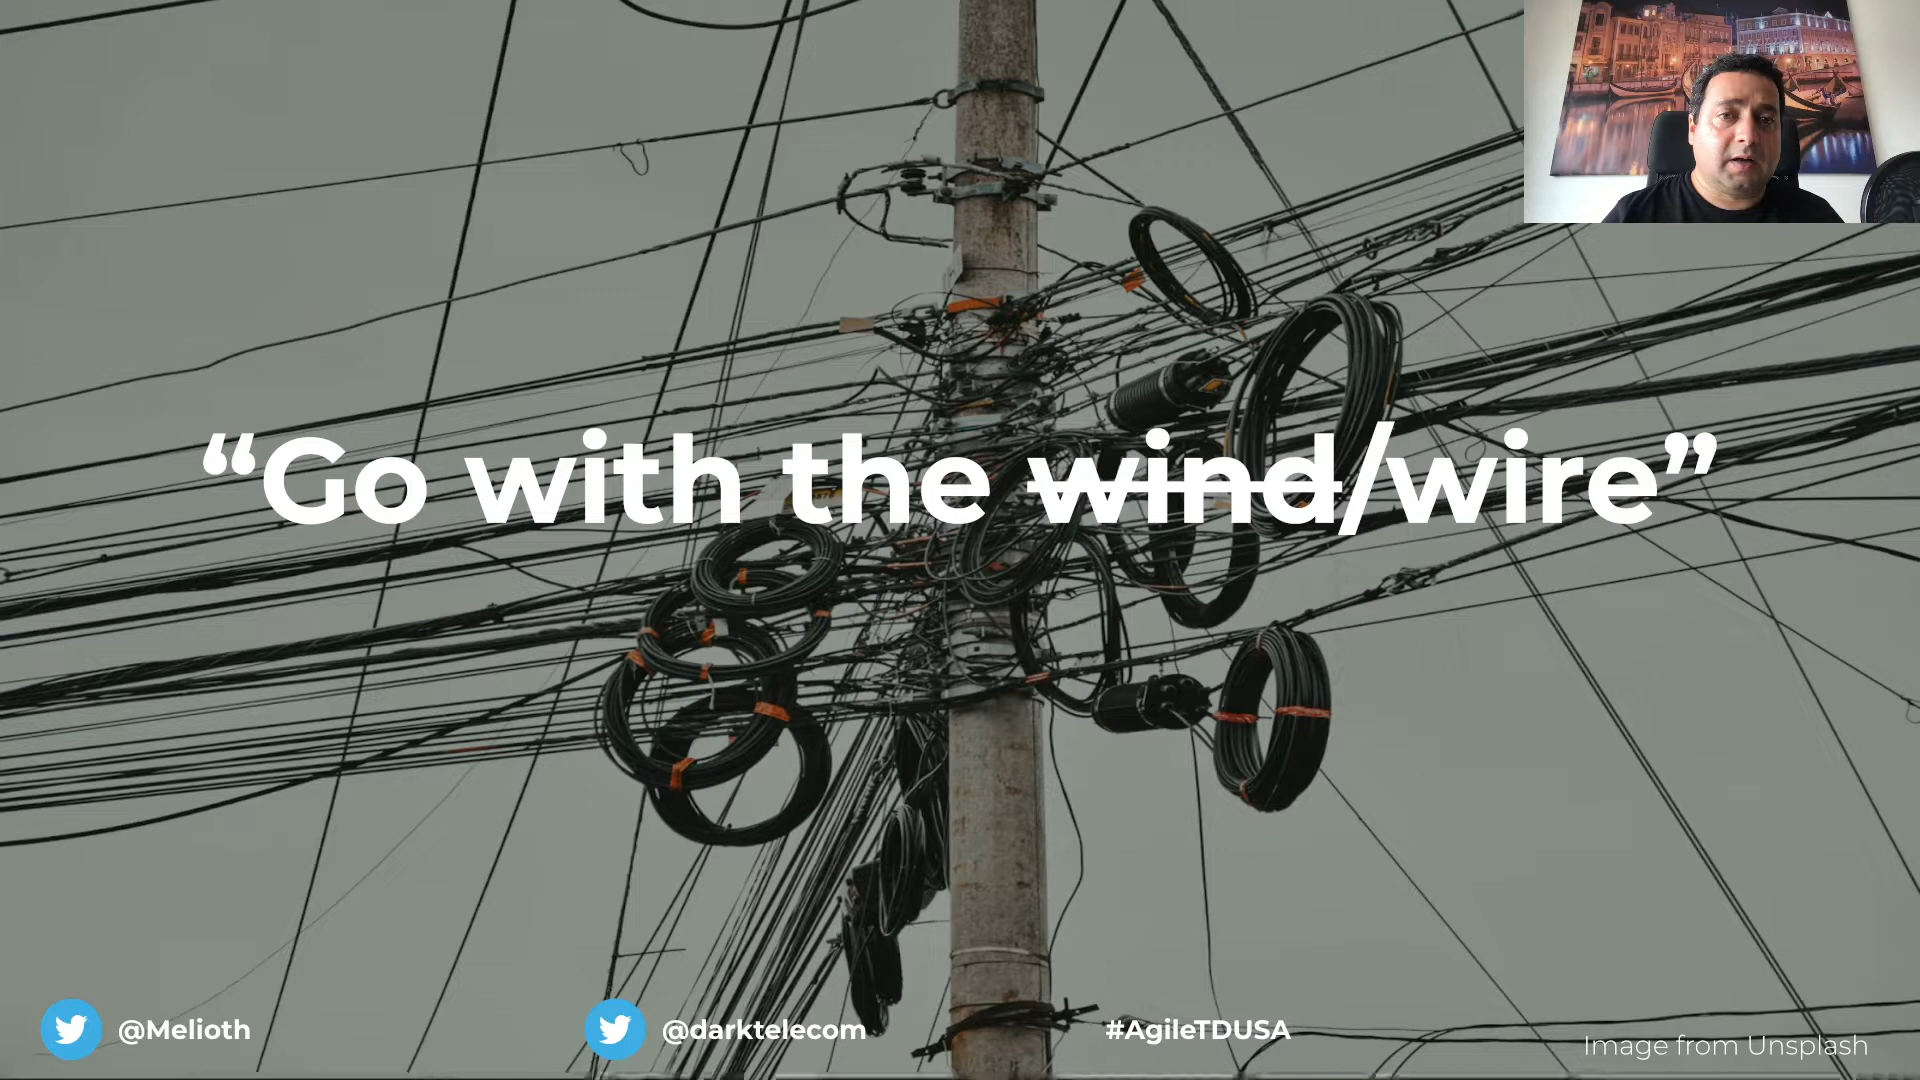 “Go with the wind/wire”
@Melioth
@darktelecom
#AgileTDUSA
Image from Unsplash